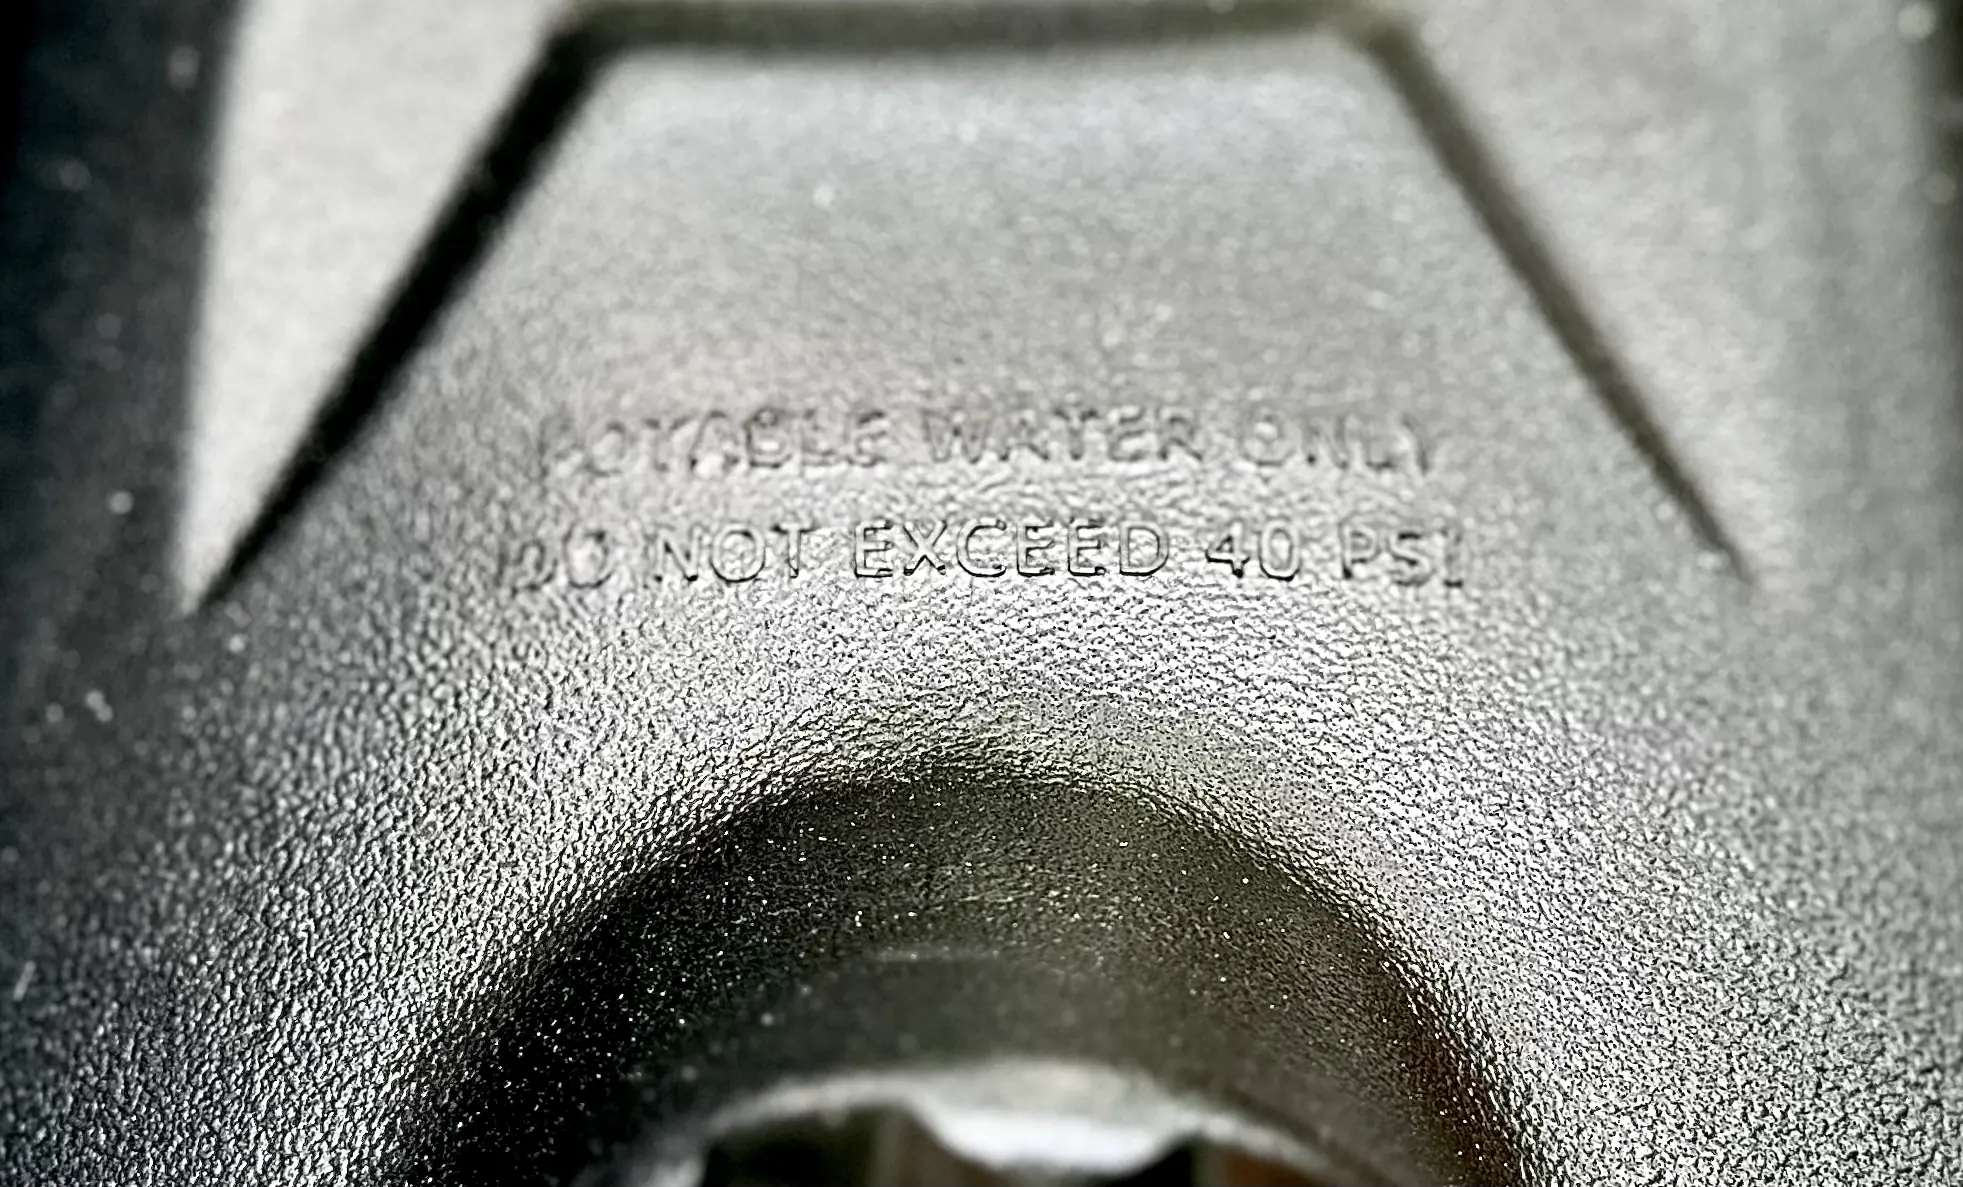 POTABLE WATER ONLY
DO NOT EXCEED 40 PSI